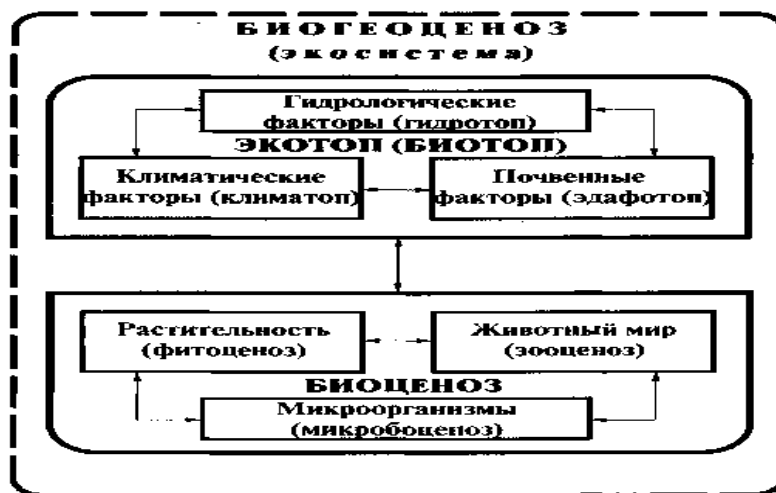 БИОГЕОЦЕНОЗ
(экосистема)
Гидрологические
факторы (гидротоп)
ЭКОТОП (БИОТОП)
Климатические
факторы (климатоп)
Почвенные
факторы (эдафотоп)
Растительность
(фитоценоз)
Животный мир
(зооценоз)
БИОЦЕНОЗ
Микроорганизмы
(микробоценоз)